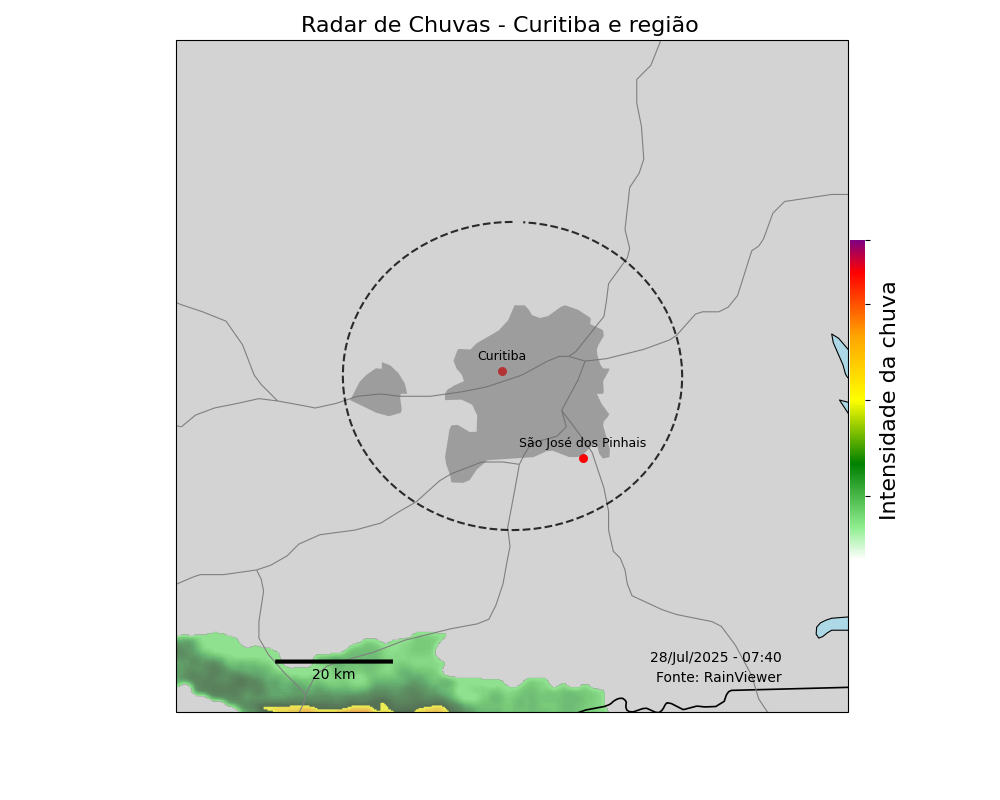 Radar de Chuvas - Curitiba e região
Curitiba
São José dos Pinhais
Intensidade da chuva
28/Jul/2025 - 07:40
Fonte: RainViewer
20 km